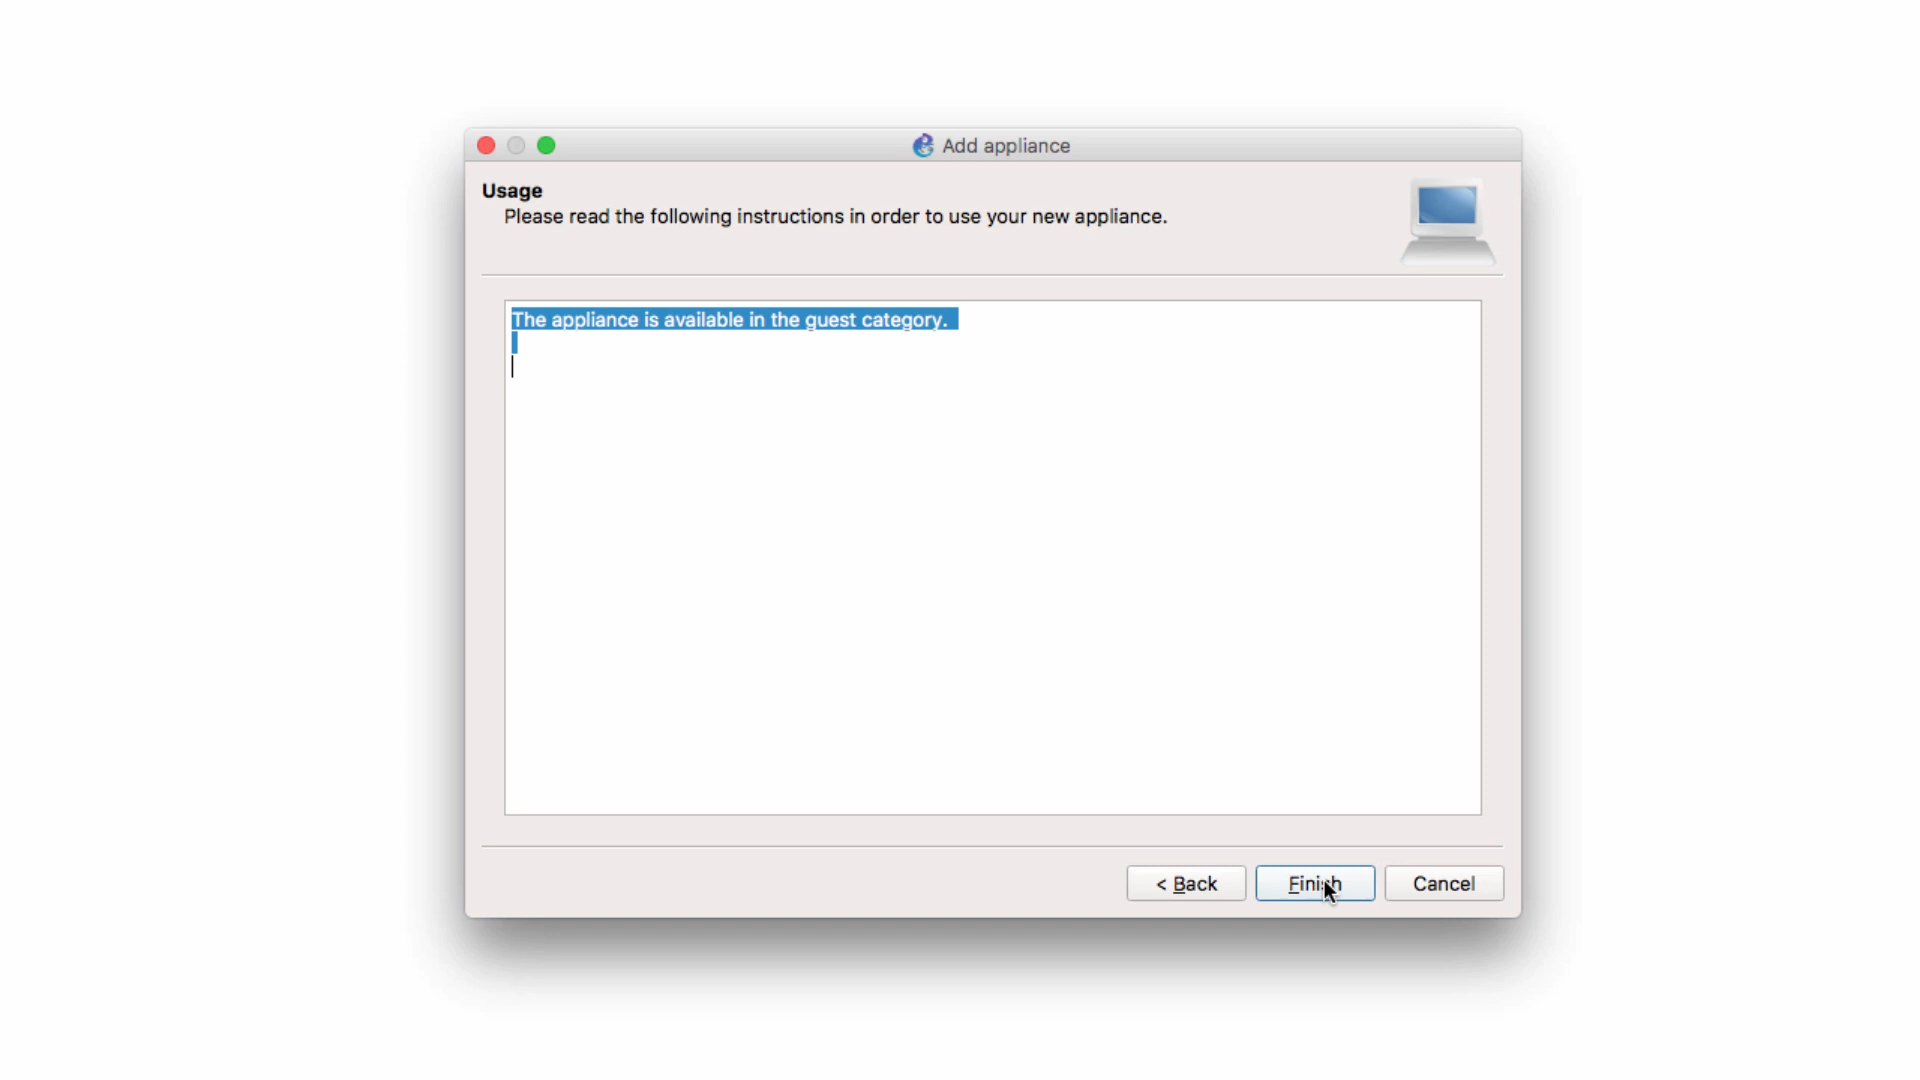 Add appliance
Usage
Please read the following instructions in order to use your new appliance.
The appliance is available in the guest category.
< Back
Finish
Cancel